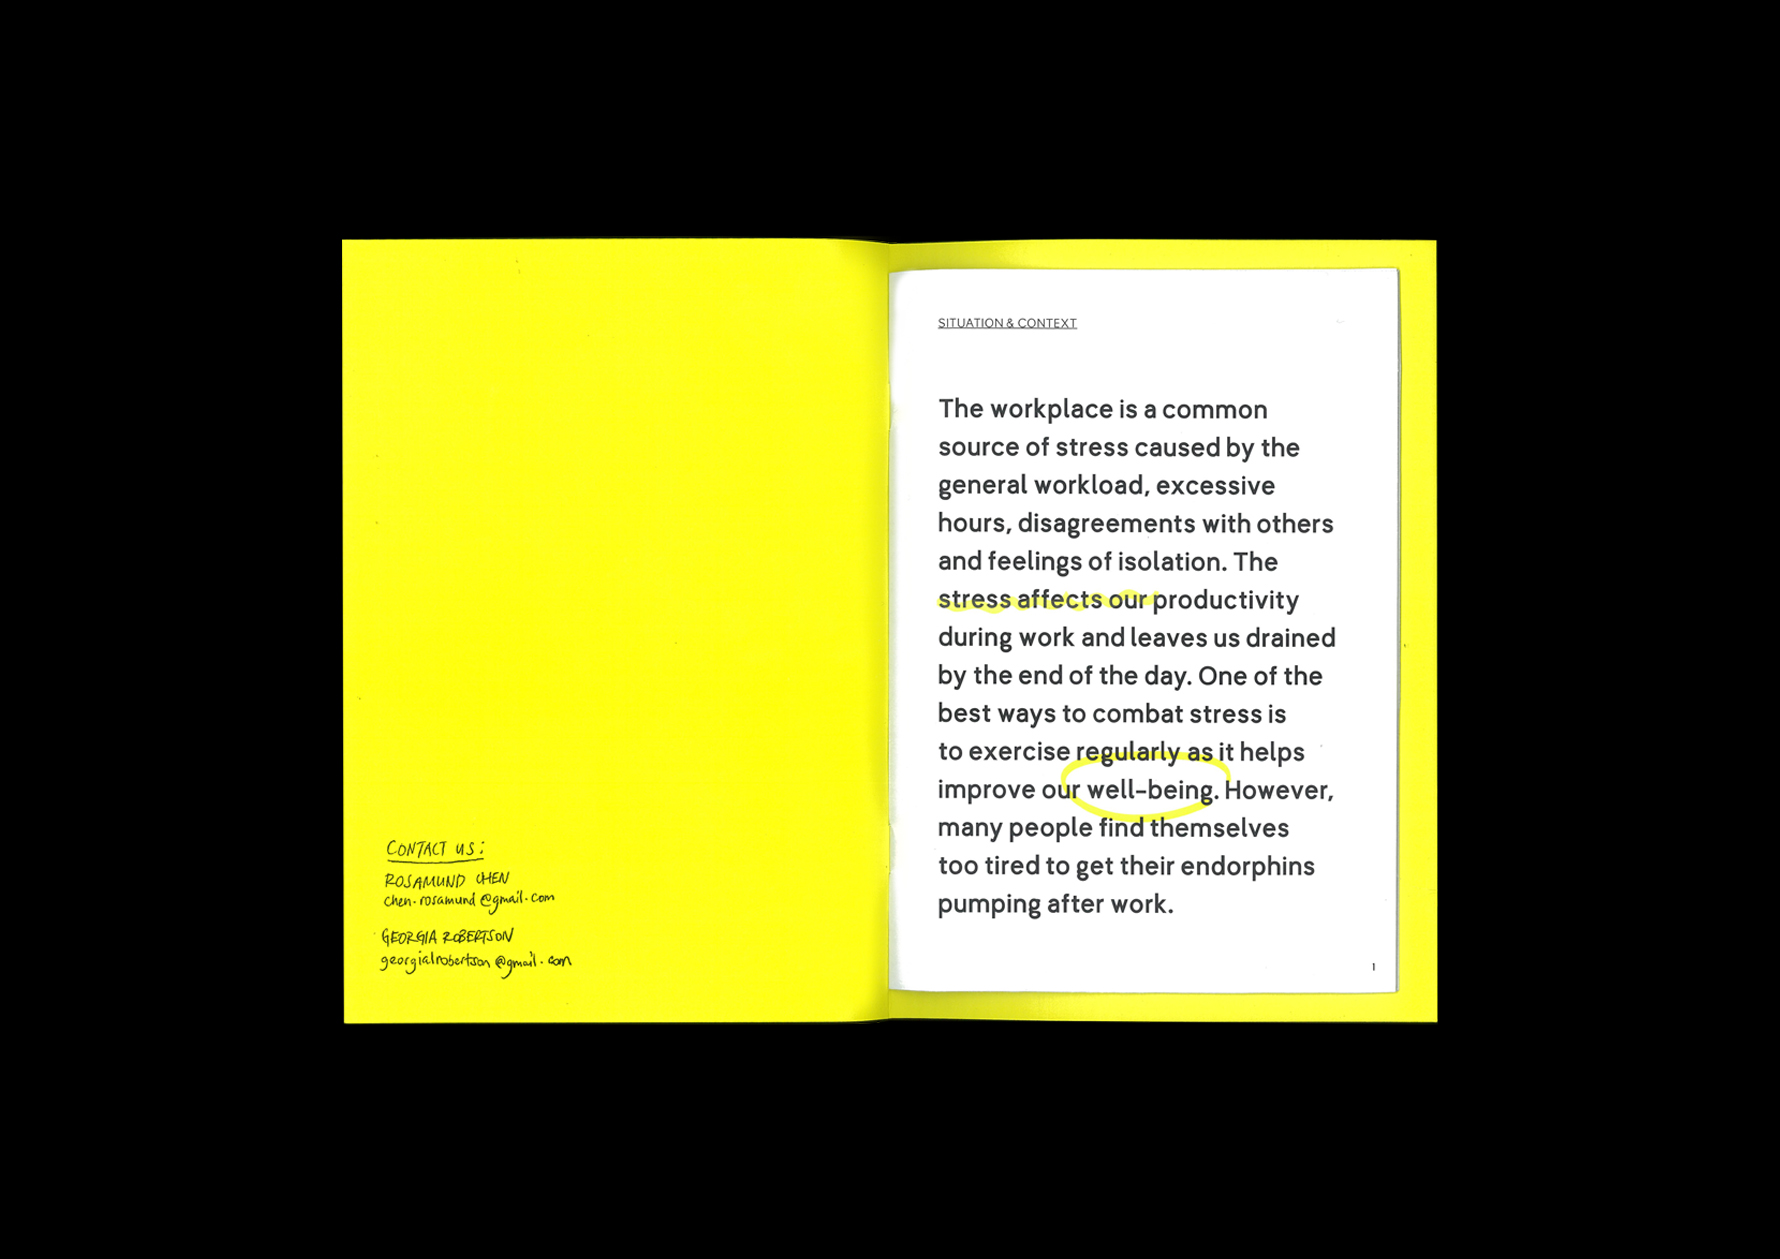 CONTACT US:
ROSAMUND CHEN
chen.rosamund@gmail.com
GEORGIA ROBERTSON
georgialrobertson@gmail.com
SITUATION & CONTEXT
The workplace is a common
source of stress caused by the
general workload, excessive
hours, disagreements with others
and feelings of isolation. The
stress affects our productivity
during work and leaves us drained
by the end of the day. One of the
best ways to combat stress is
to exercise regularly as it helps
improve our well-being. However,
many people find themselves
too tired to get their endorphins
pumping after work.
1